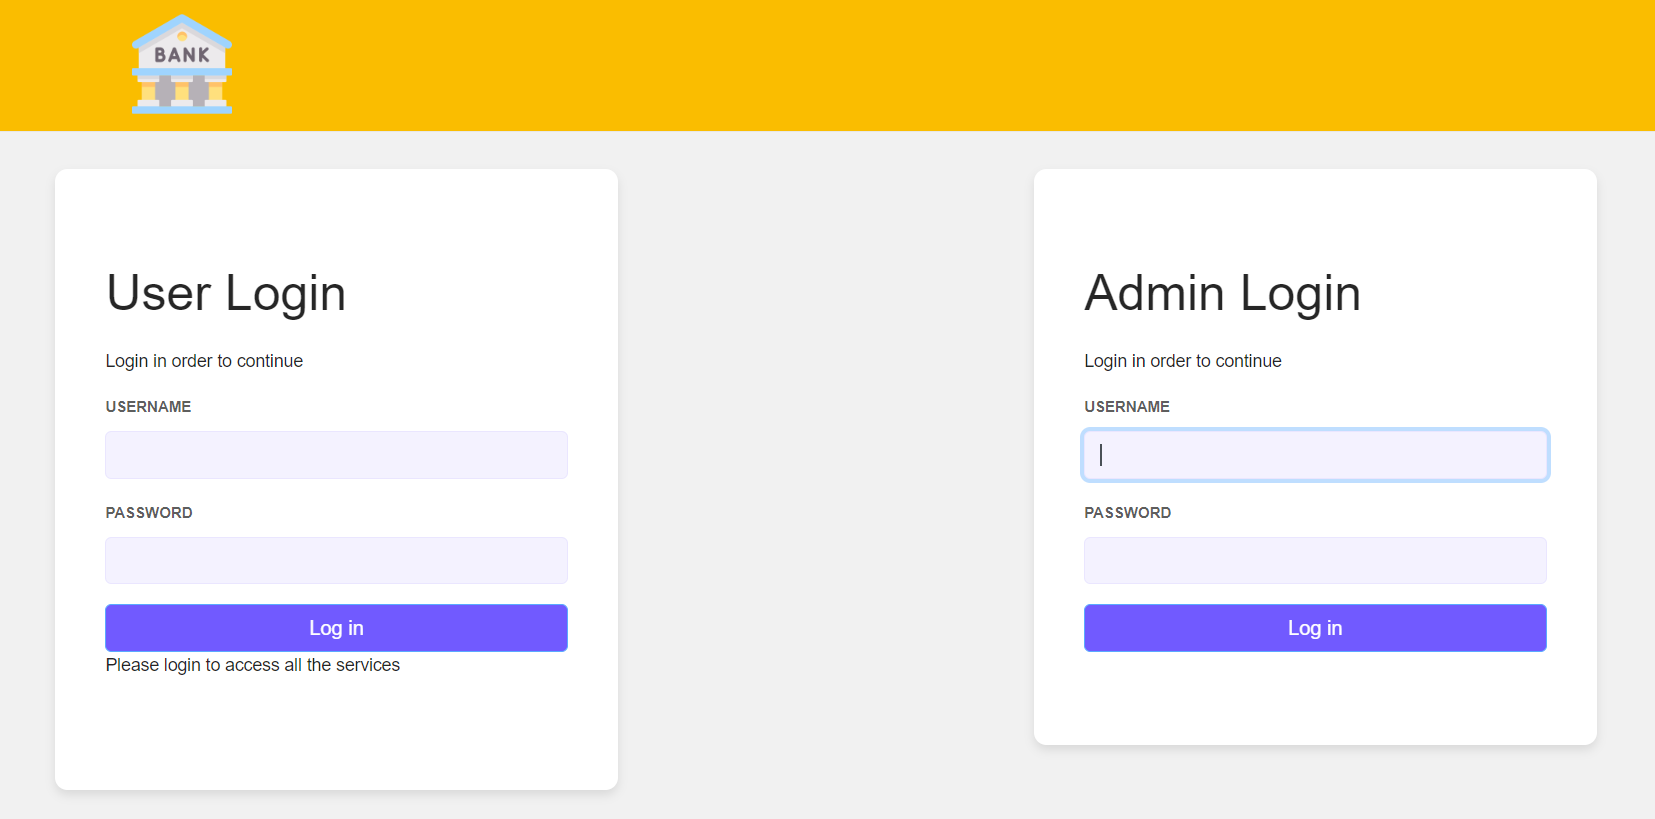 BANK
User Login
Login in order to continue
USERNAME
PASSWORD
Log in
Please login to access all the services
Admin Login
Login in order to continue
USERNAME
PASSWORD
Log in